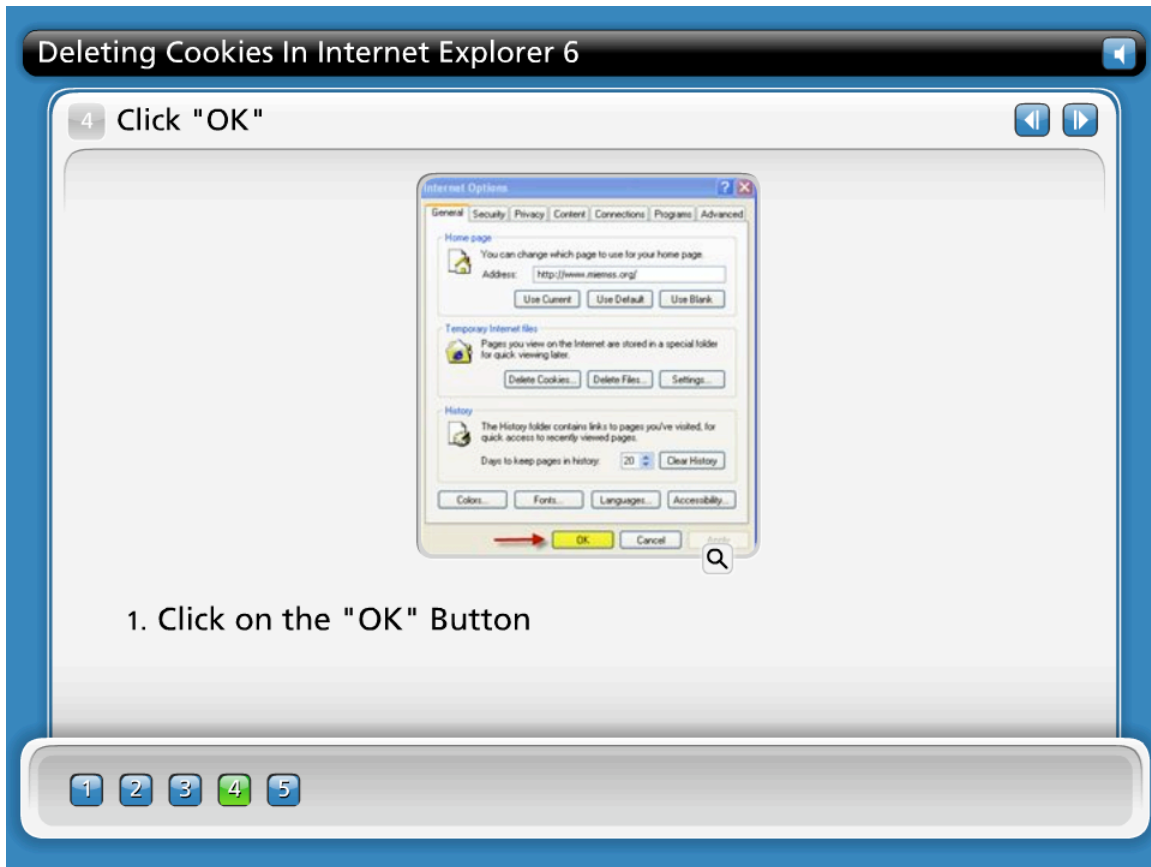 Deleting Cookies In Internet Explorer 6
4 Click "OK"
Internet Options
General Security Privacy Content Connections Programs Advanced
Home page
You can change which page to use for your home page.
Address: http://www.miemss.org/
Use Current Use Default Use Blank
Temporary Internet files
Pages you view on the Internet are stored in a special folder
for quick viewing later.
Delete Cookies... Delete Files... Settings...
History
The History folder contains links to pages you've visited, for
quick access to recently viewed pages.
Days to keep pages in history: 20 Clear History
Colors... Fonts... Languages... Accessibility...
OK Cancel Apply
1. Click on the "OK" Button
1 2 3 4 5